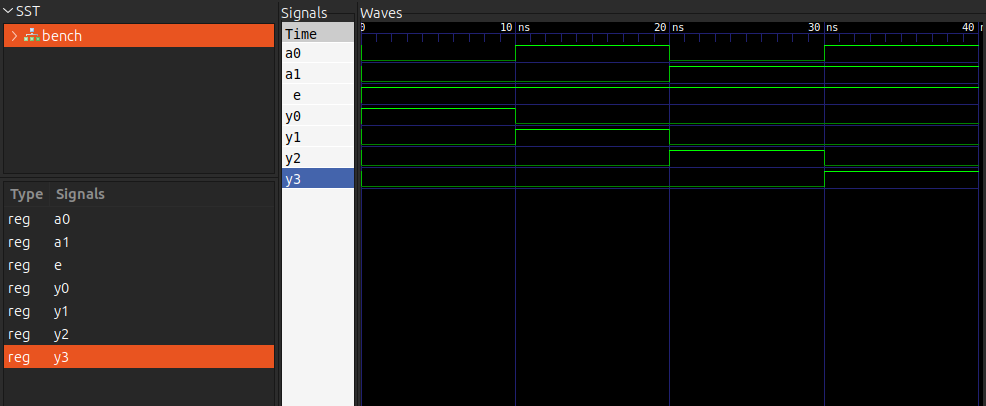 SST
bench
Type Signals
reg a0
reg a1
reg e
reg y0
reg y1
reg y2
reg y3
Signals
Time
a0
a1
e
y0
y1
y2
y3
Waves
0 10 ns 20 ns 30 ns 40